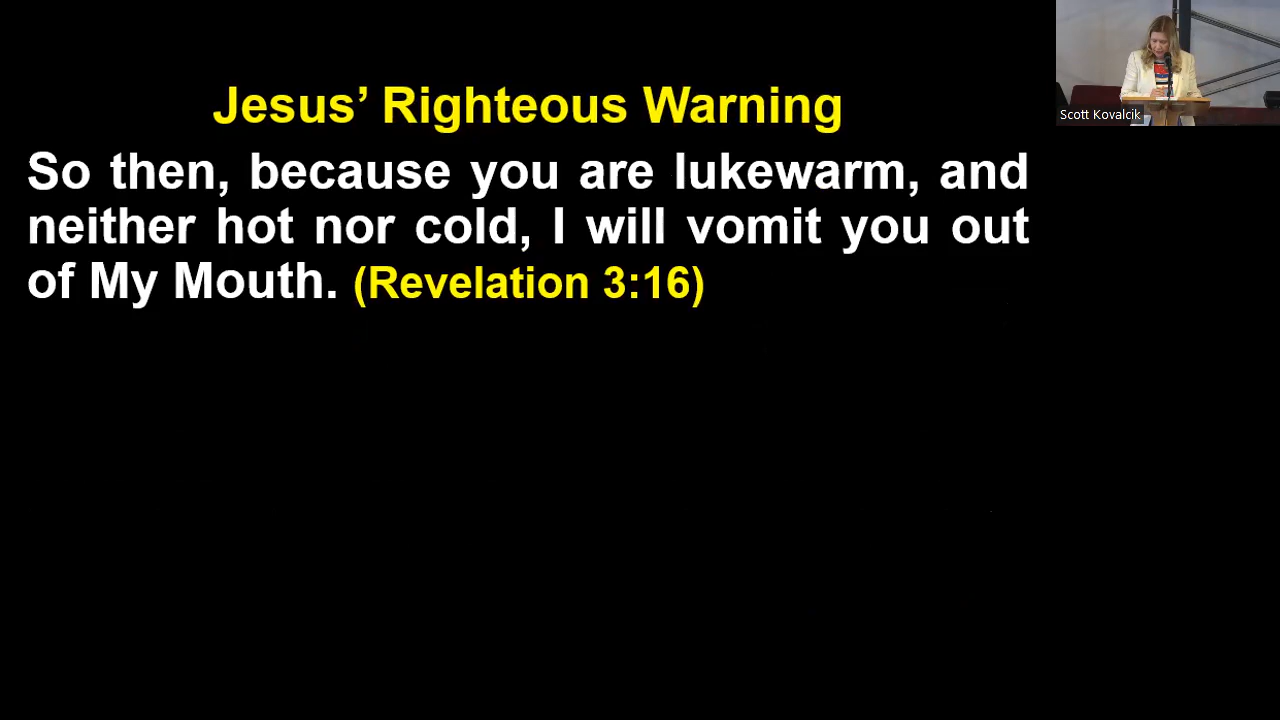 Jesus’ Righteous Warning
So then, because you are lukewarm, and
neither hot nor cold, I will vomit you out
of My Mouth. (Revelation 3:16)
Scott Kovalcik